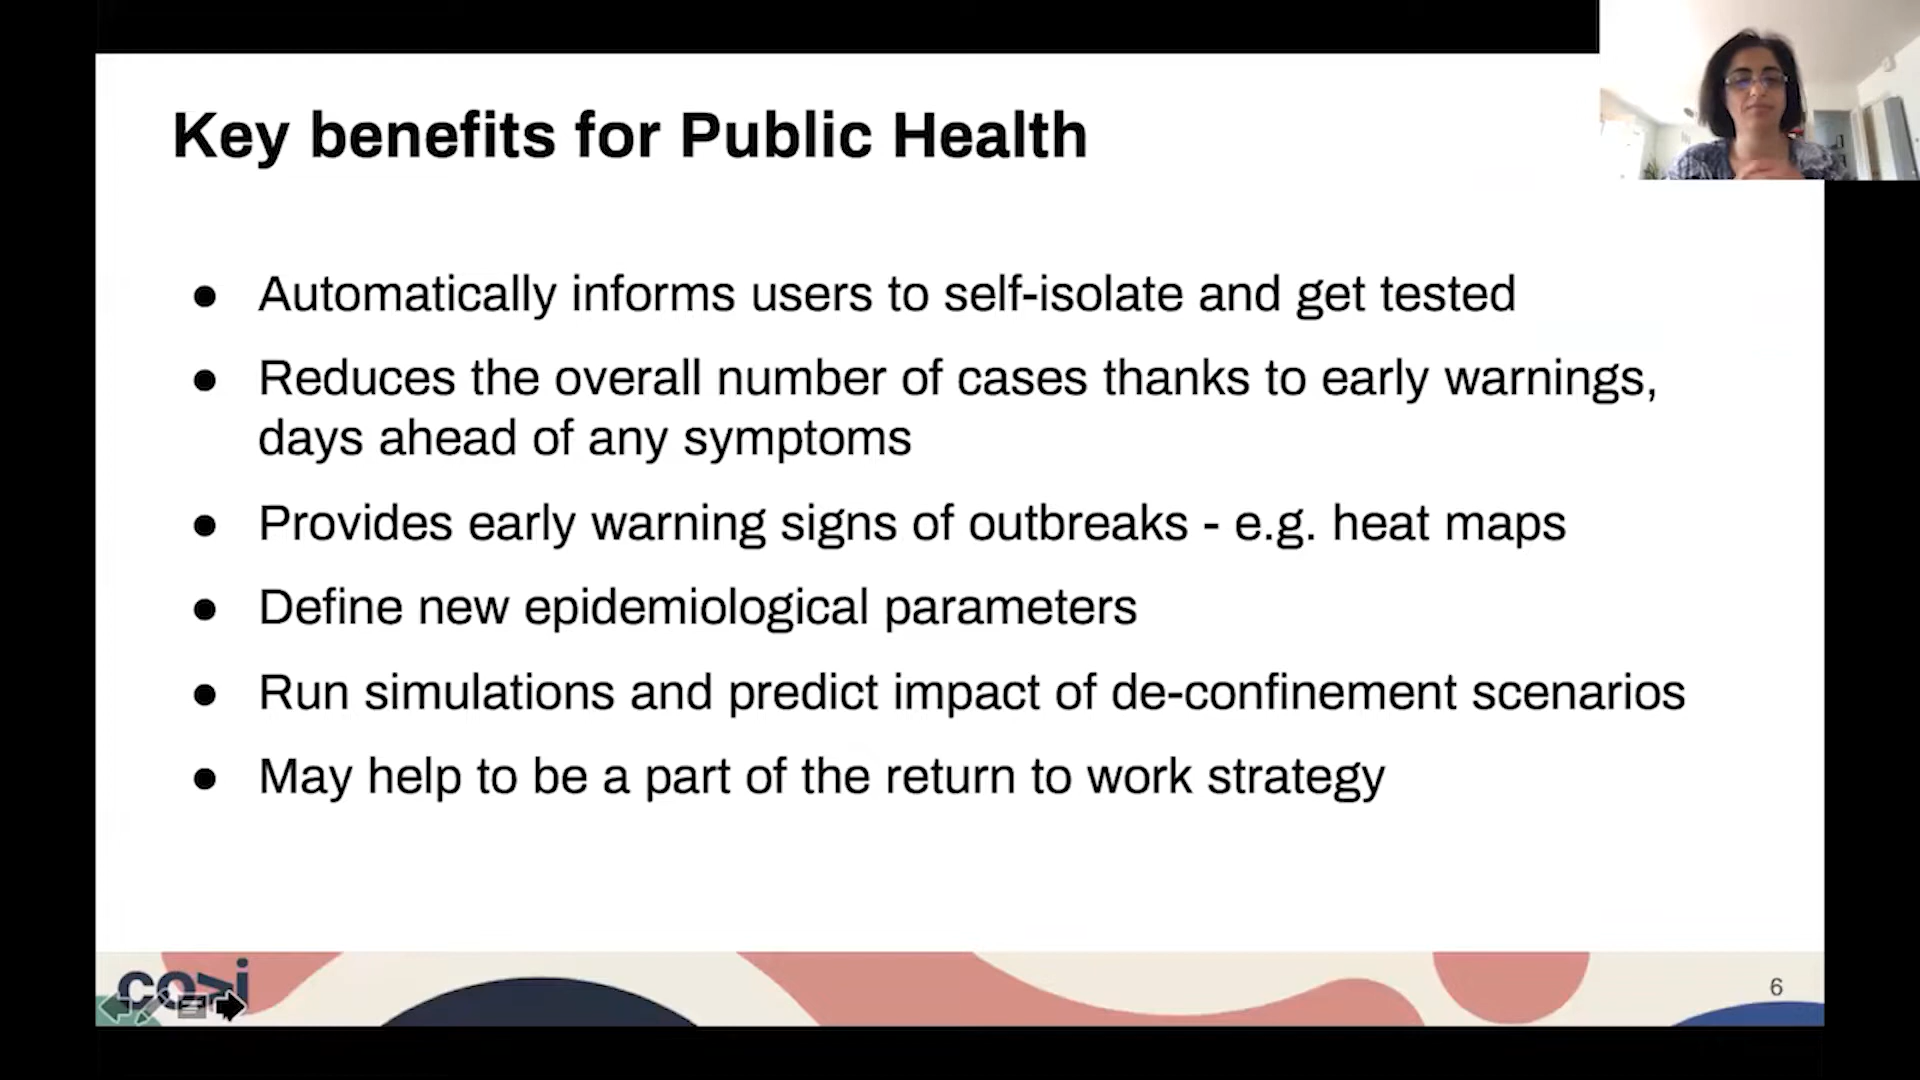 Key benefits for Public Health
● Automatically informs users to self-isolate and get tested
● Reduces the overall number of cases thanks to early warnings,
days ahead of any symptoms
● Provides early warning signs of outbreaks - e.g. heat maps
● Define new epidemiological parameters
● Run simulations and predict impact of de-confinement scenarios
● May help to be a part of the return to work strategy
6